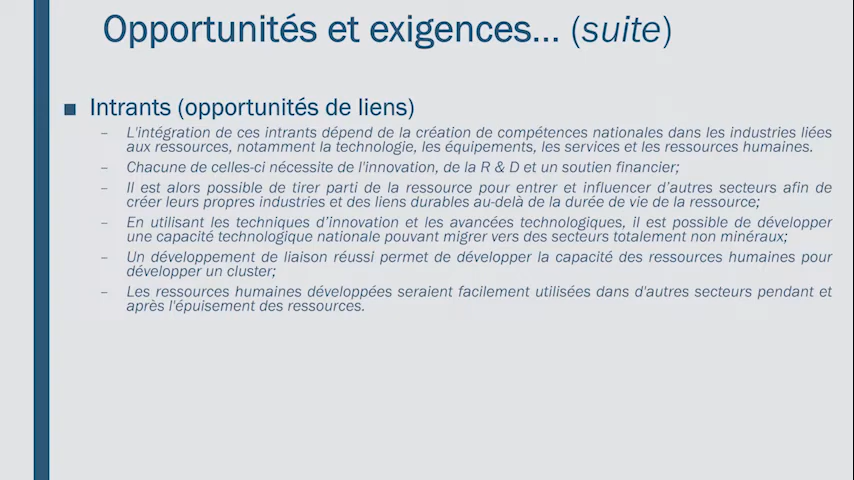 Opportunités et exigences... (suite)
■ Intrants (opportunités de liens)
– L'intégration de ces intrants dépend de la création de compétences nationales dans les industries liées
aux ressources, notamment la technologie, les équipements, les services et les ressources humaines.
– Chacune de celles-ci nécessite de l'innovation, de la R & D et un soutien financier;
– Il est alors possible de tirer parti de la ressource pour entrer et influencer d'autres secteurs afin de
créer leurs propres industries et des liens durables au-delà de la durée de vie de la ressource;
– En utilisant les techniques d'innovation et les avancées technologiques, il est possible de développer
une capacité technologique nationale pouvant migrer vers des secteurs totalement non minéraux;
– Un développement de liaison réussi permet de développer la capacité des ressources humaines pour
développer un cluster;
– Les ressources humaines développées seraient facilement utilisées dans d'autres secteurs pendant et
après l'épuisement des ressources.